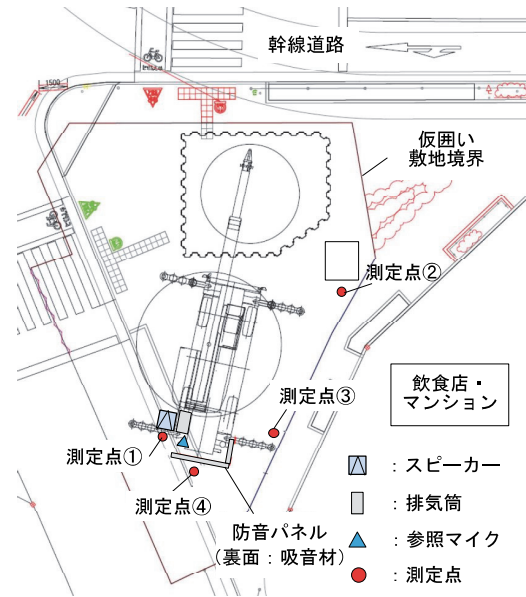 幹線道路
1500
仮囲い
敷地境界
測定点②
測定点③
飲食店・
マンション
測定点①
測定点④
防音パネル
（裏面：吸音材）
：スピーカー
：排気筒
：参照マイク
：測定点